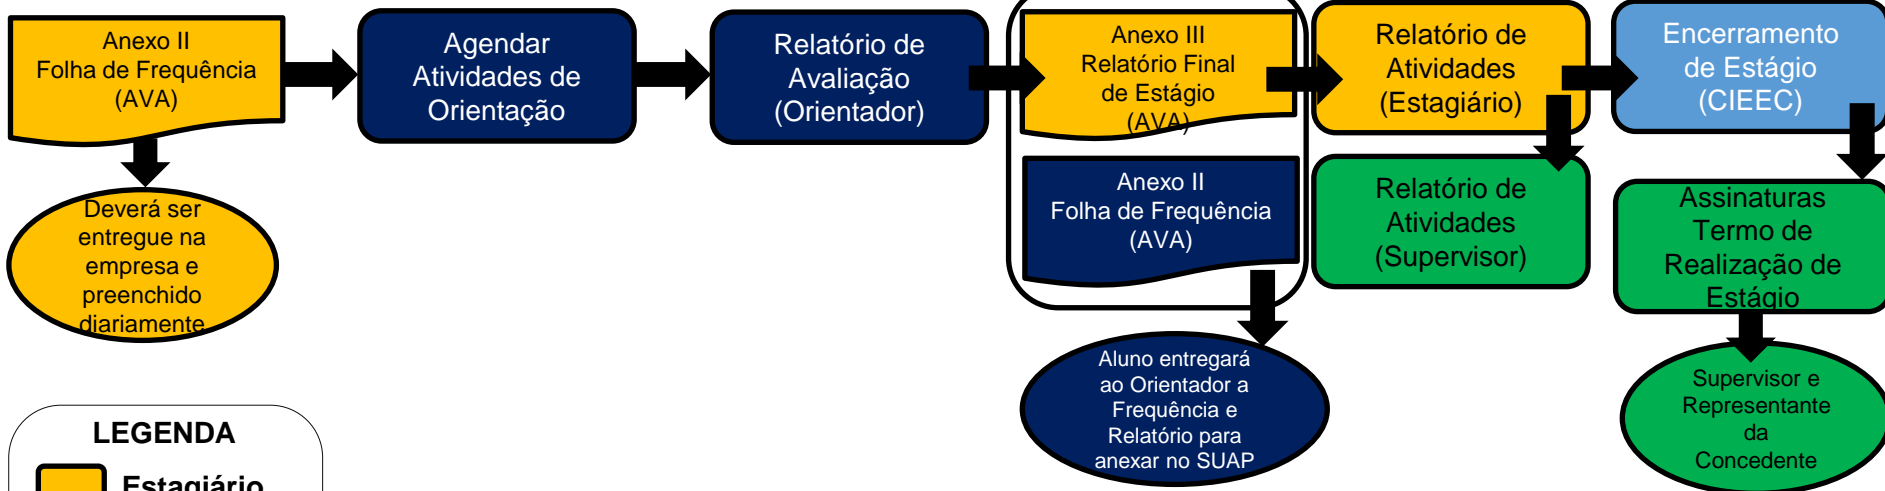 Anexo II
Folha de Frequência
(AVA)
Deverá ser
entregue na
empresa e
preenchido
diariamente
Agendar
Atividades de
Orientação
Relatório de
Avaliação
(Orientador)
Anexo III
Relatório Final
de Estágio
(AVA)
Anexo II
Folha de Frequência
(AVA)
Aluno entregará
ao Orientador a
Frequência e
Relatório para
anexar no SUAP
Relatório de
Atividades
(Estagiário)
Relatório de
Atividades
(Supervisor)
Encerramento
de Estágio
(CIEEC)
Assinaturas
Termo de
Realização de
Estágio
Supervisor e
Representante
da
Concedente
LEGENDA
Estagiário